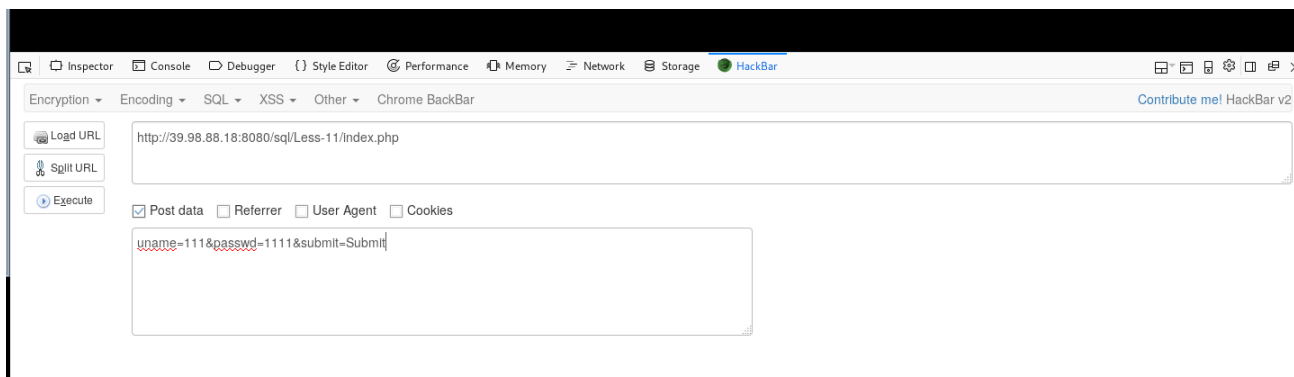 Inspector Console Debugger {} Style Editor Performance Memory Network Storage HackBar
Encryption Encoding SQL XSS Other Chrome BackBar Contribute me! HackBar v2
Load URL http://39.98.88.18:8080/sql/Less-11/index.php
Split URL
Execute
Post data Referrer User Agent Cookies
uname=111&passwd=1111&submit=Submit